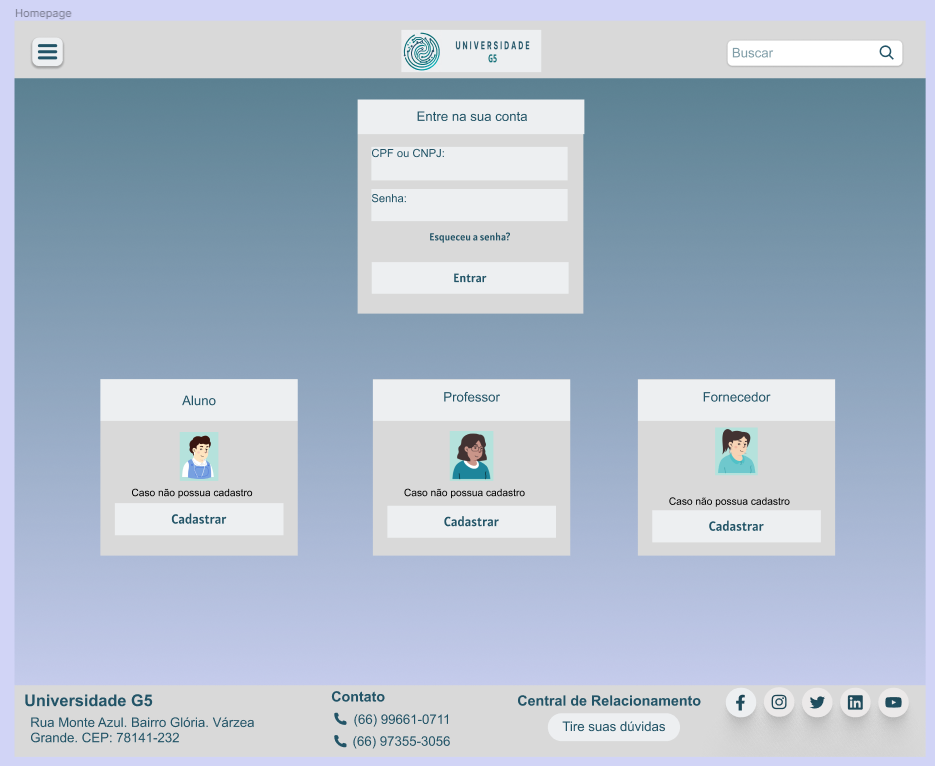 Homepage
UNIVERSIDADE
G5
Buscar
Entre na sua conta
CPF ou CNPJ:
Senha:
Esqueceu a senha?
Entrar
Aluno
Caso não possua cadastro
Cadastrar
Professor
Caso não possua cadastro
Cadastrar
Fornecedor
Caso não possua cadastro
Cadastrar
Universidade G5
Rua Monte Azul. Bairro Glória. Várzea
Grande. CEP: 78141-232
Contato
(66) 99661-0711
(66) 97355-3056
Central de Relacionamento
Tire suas dúvidas